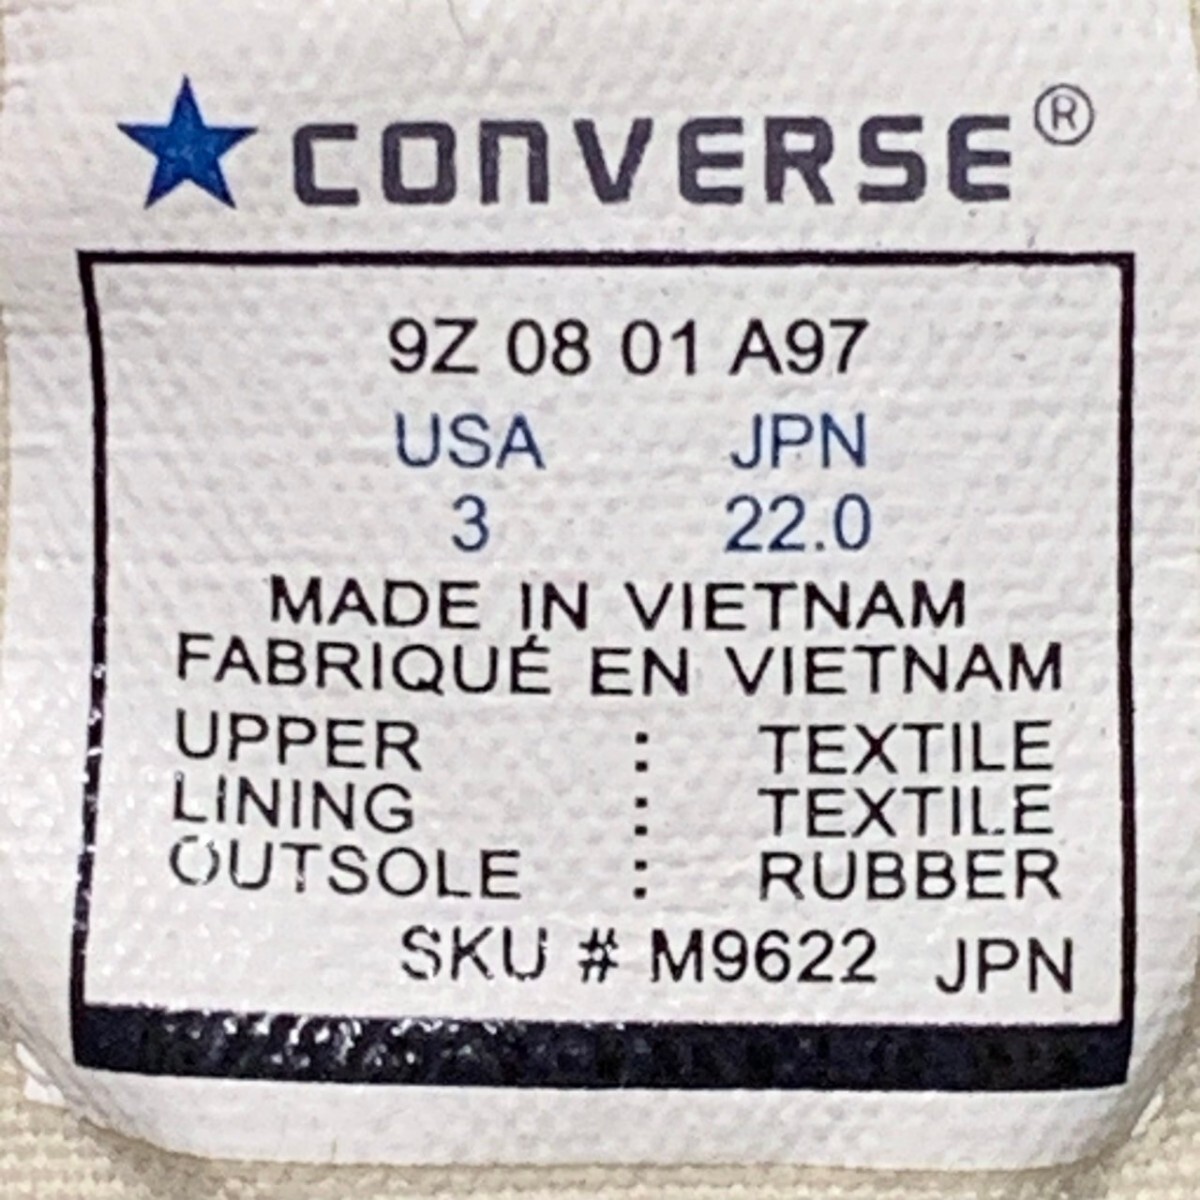 CONVERSE®
9Z 08 01 A97
USA JPN
3 22.0
MADE IN VIETNAM
FABRIQUÉ EN VIETNAM
UPPER : TEXTILE
LINING : TEXTILE
OUTSOLE : RUBBER
SKU # M9622 JPN